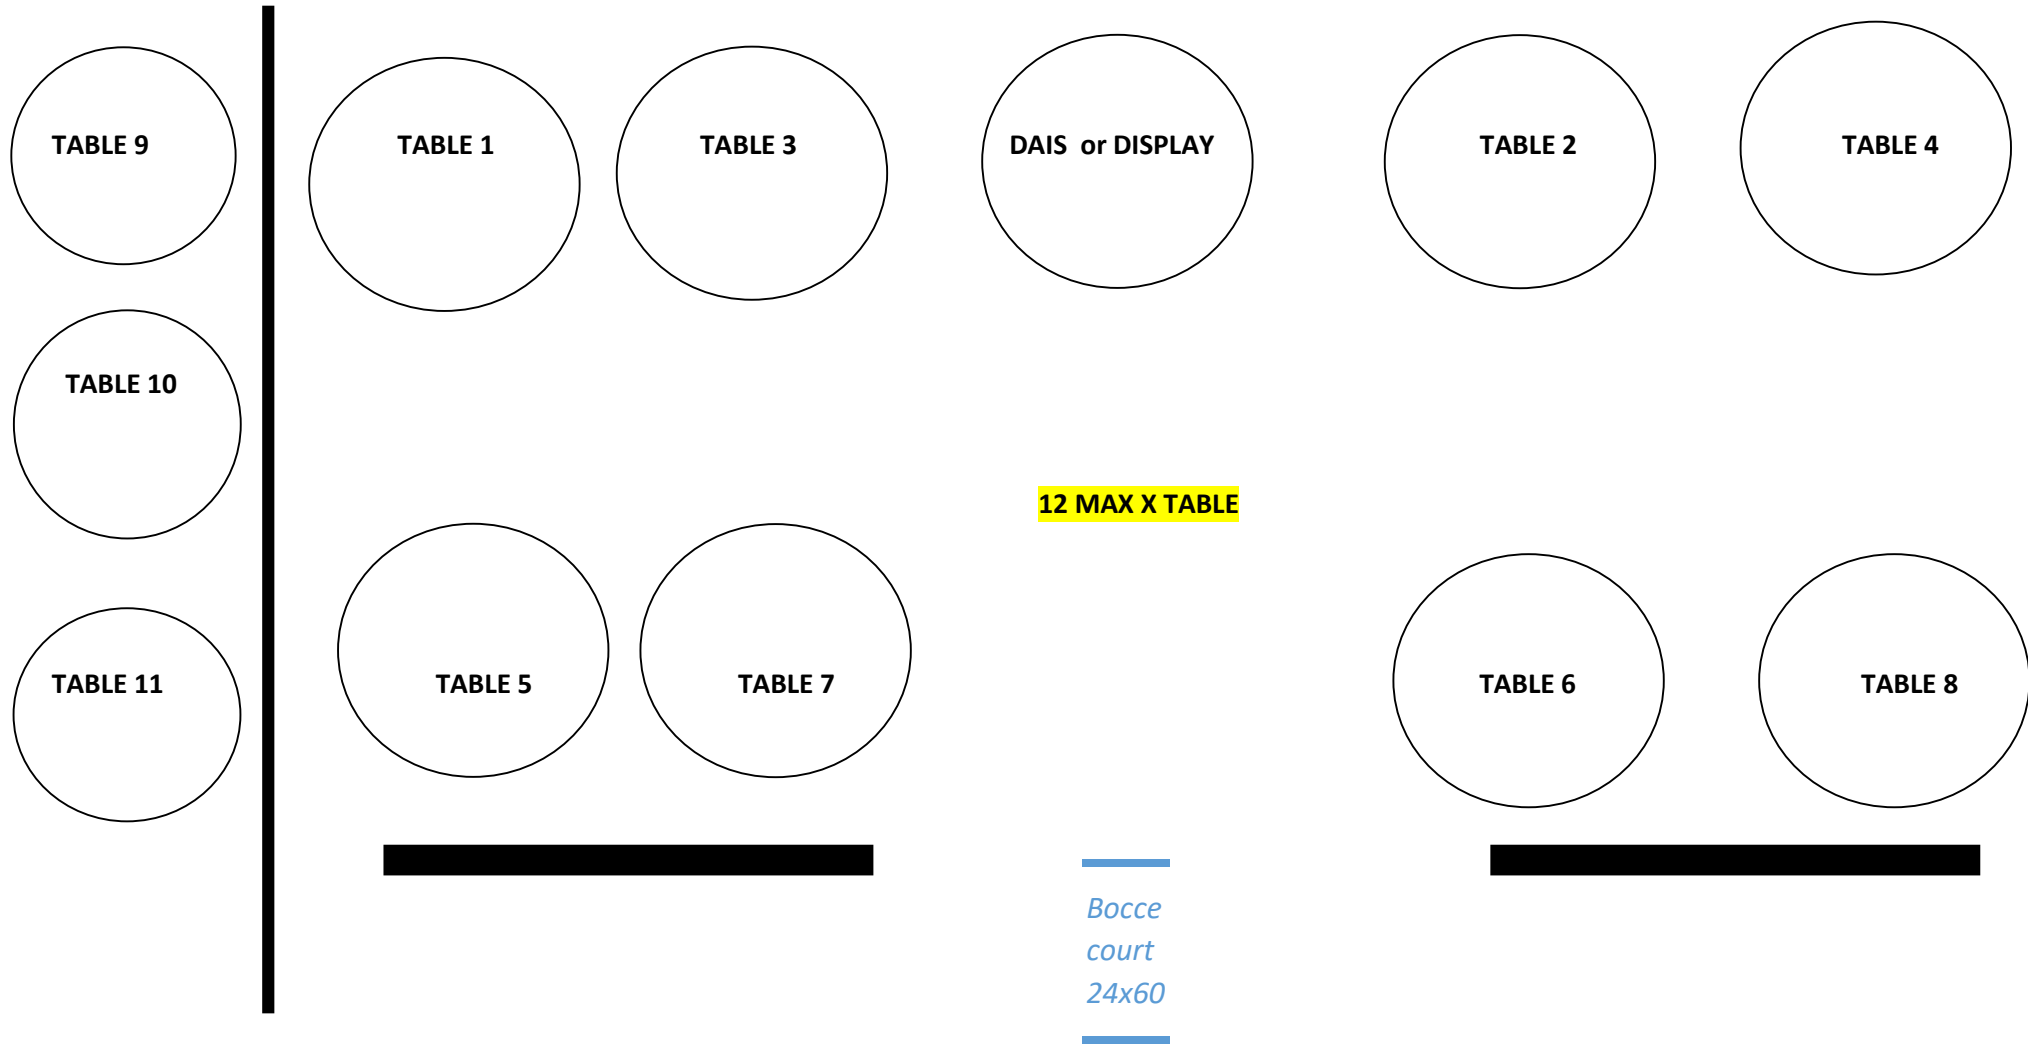 TABLE 9
TABLE 1
TABLE 3
DAIS or DISPLAY
TABLE 2
TABLE 4
TABLE 10
12 MAX X TABLE
TABLE 11
TABLE 5
TABLE 7
TABLE 6
TABLE 8
Bocce
court
24x60